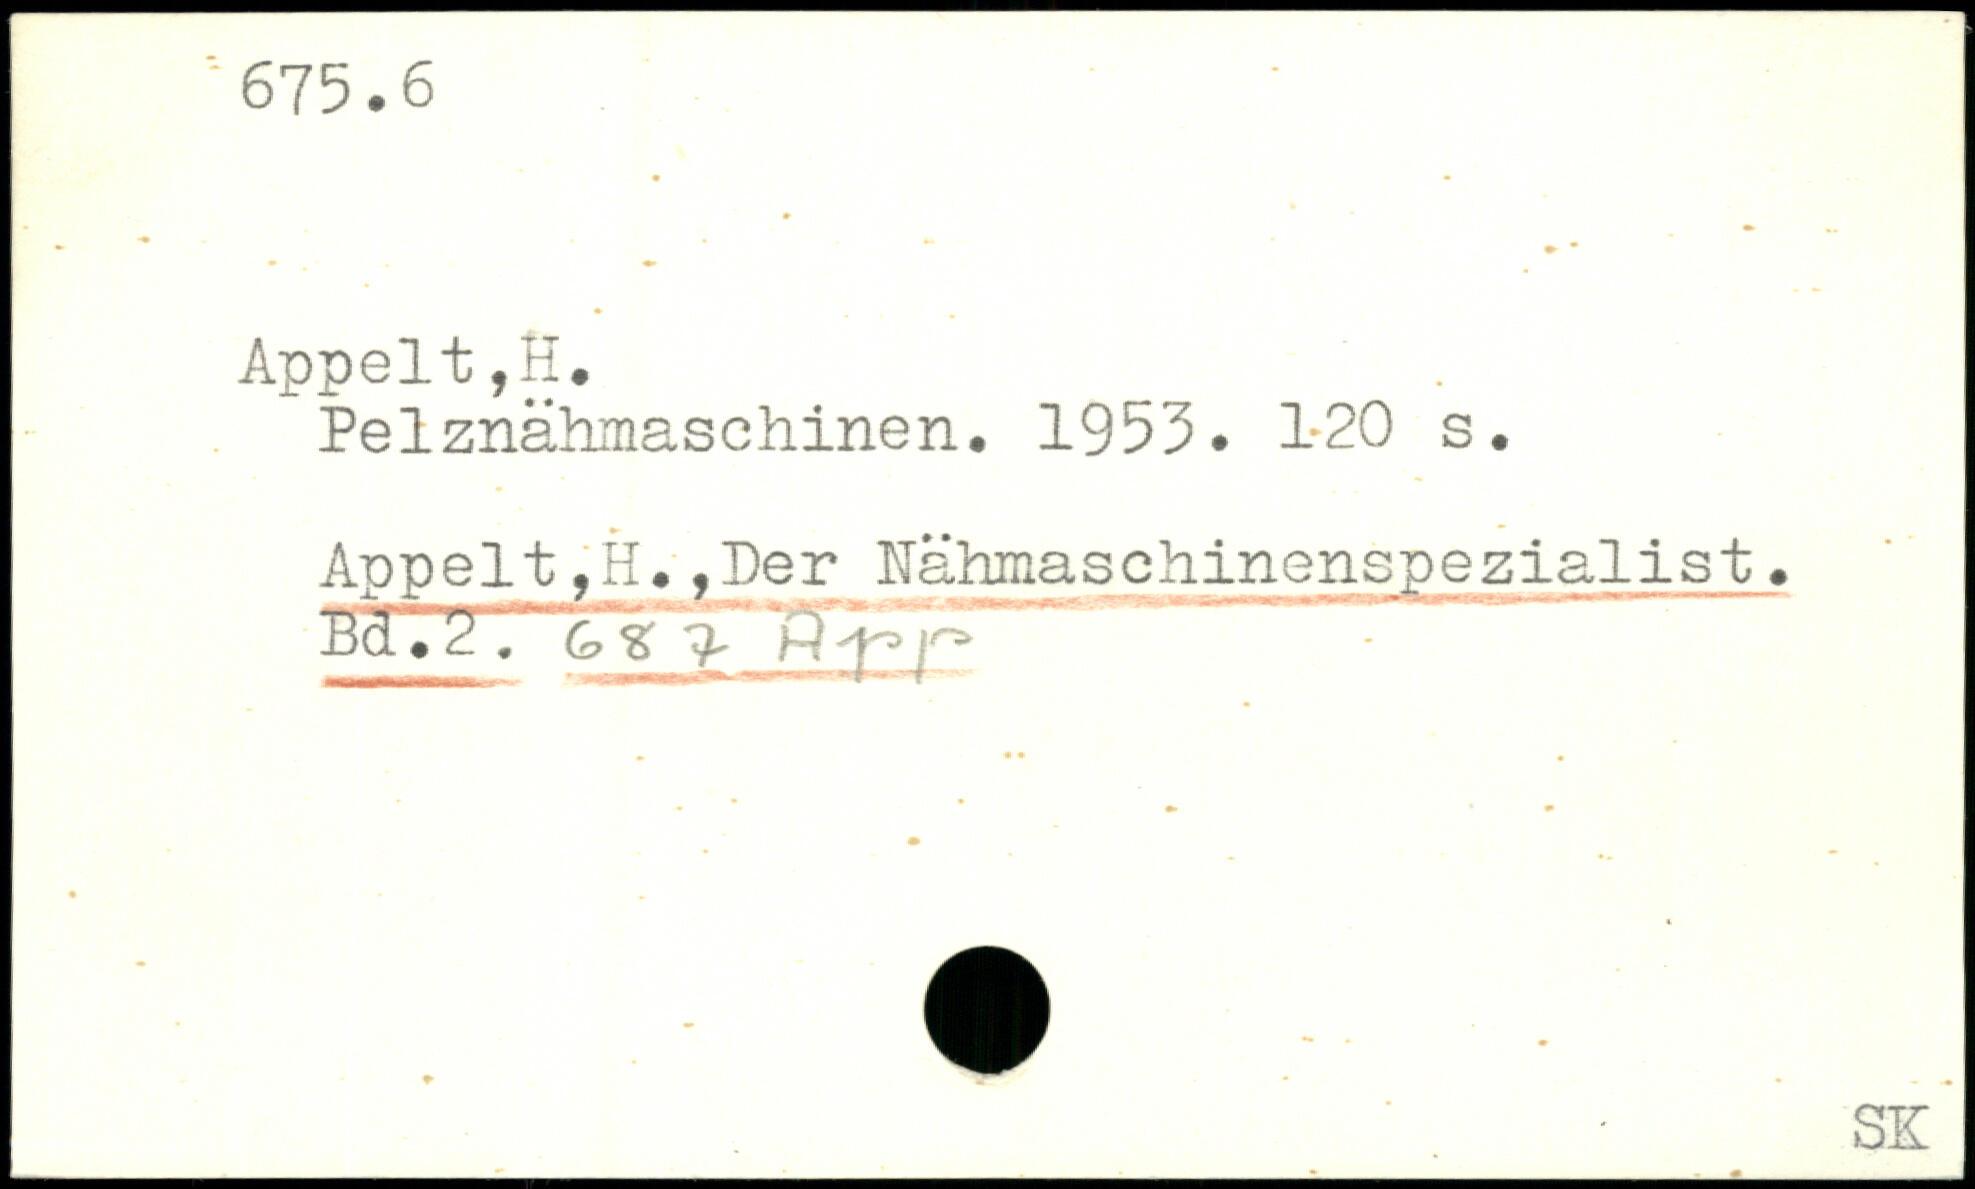 675.6
Appelt,H.
Pelznähmaschinen. 1953. 120 s.
Appelt,H.,Der Nähmaschinenspezialist.
Bd.2. 687 App
SK